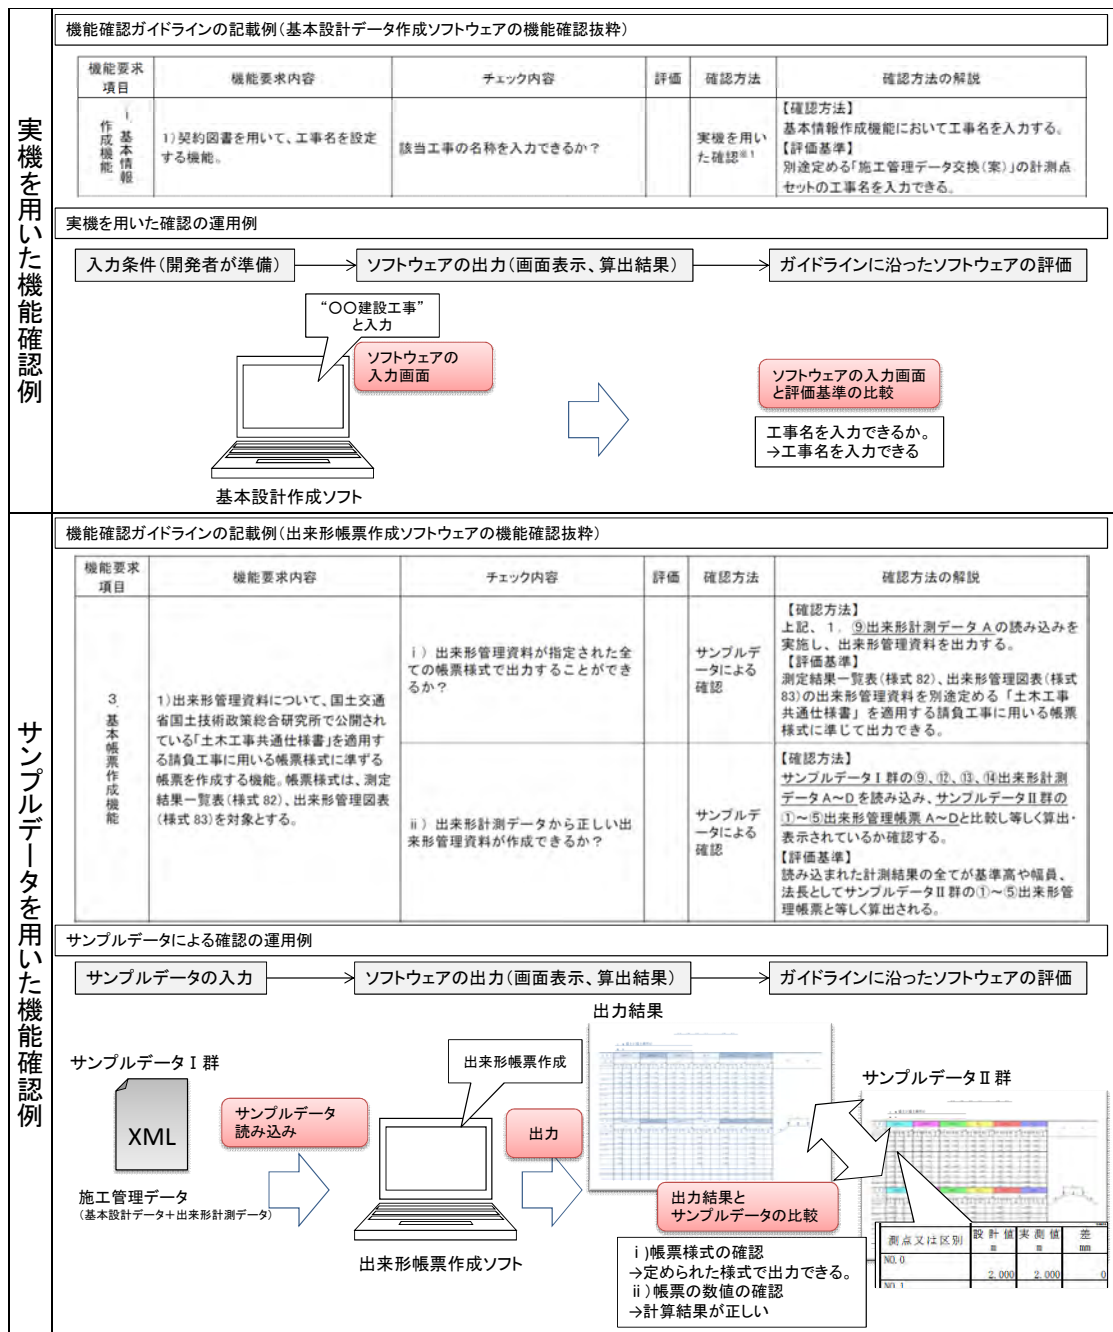 実機を用いた機能確認例
機能確認ガイドラインの記載例(基本設計データ作成ソフトウェアの機能確認抜粋)
機能要求
項目
機能要求内容
チェック内容
評価
確認方法
確認方法の解説
1.基本情報
作成機能
1)契約図書を用いて、工事名を設定
する機能。
該当工事の名称を入力できるか？
実機を用い
た確認※1
【確認方法】
基本情報作成機能において工事名を入力する。
【評価基準】
別途定める「施工管理データ交換(案)」の計測点
セットの工事名を入力できる。
実機を用いた確認の運用例
入力条件(開発者が準備)
ソフトウェアの出力(画面表示、算出結果)
ガイドラインに沿ったソフトウェアの評価
“〇〇建設工事”
と入力
ソフトウェアの
入力画面
基本設計作成ソフト
ソフトウェアの入力画面
と評価基準の比較
工事名を入力できるか。
→工事名を入力できる
サンプルデータを用いた機能確認例
機能確認ガイドラインの記載例(出来形帳票作成ソフトウェアの機能確認抜粋)
機能要求
項目
機能要求内容
チェック内容
評価
確認方法
確認方法の解説
3.基本帳票作成機能
1)出来形管理資料について、国土交通
省国土技術政策総合研究所で公開され
ている「土木工事共通仕様書」を適用す
る請負工事に用いる帳票様式に準ずる
帳票を作成する機能。帳票様式は、測定
結果一覧表(様式 82)、出来形管理図表
(様式 83)を対象とする。
ⅰ) 出来形管理資料が指定された全
ての帳票様式で出力することができ
るか？
サンプルデ
ータによる
確認
【確認方法】
上記、1．⑨出来形計測データ A の読み込みを
実施し、出来形管理資料を出力する。
【評価基準】
測定結果一覧表(様式 82)、出来形管理図表(様式
83)の出来形管理資料を別途定める「土木工事
共通仕様書」を適用する請負工事に用いる帳票
様式に準じて出力できる。
ⅱ) 出来形計測データから正しい出
来形管理資料が作成できるか？
サンプルデ
ータによる
確認
【確認方法】
サンプルデータⅠ群の⑨、⑫、⑬、⑭出来形計測
データA～Dを読み込み、サンプルデータⅡ群の
①～⑤出来形管理帳票 A～Dと比較し等しく算出・
表示されているか確認する。
【評価基準】
読み込まれた計測結果の全てが基準高や幅員、
法長としてサンプルデータⅡ群の①～⑤出来形管
理帳票と等しく算出される。
サンプルデータによる確認の運用例
サンプルデータの入力
ソフトウェアの出力(画面表示、算出結果)
ガイドラインに沿ったソフトウェアの評価
出力結果
サンプルデータⅠ群
XML
施工管理データ
(基本設計データ+出来形計測データ)
サンプルデータ
読み込み
出来形帳票作成
出来形帳票作成ソフト
出力
サンプルデータⅡ群
出力結果と
サンプルデータの比較
ⅰ)帳票様式の確認
→定められた様式で出力できる。
ⅱ)帳票の数値の確認
→計算結果が正しい
測点又は区別
設計値
m
実測値
m
差
mm
NO.0
2.000 2.000 0
NO.1